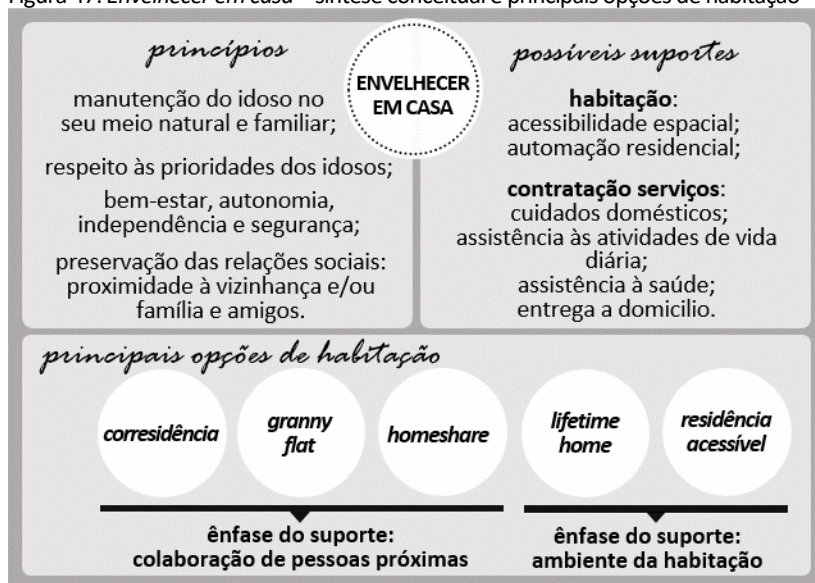 Figura 47. Envelhecer em casa – síntese conceitual e principais opções de habitação
princípios
manutenção do idoso no
seu meio natural e familiar;
respeito às prioridades dos idosos;
bem-estar, autonomia,
independência e segurança;
preservação das relações sociais:
proximidade à vizinhança e/ou
família e amigos.
ENVELHECER
EM CASA
possíveis suportes
habitação:
acessibilidade espacial;
automação residencial;
contratação serviços:
cuidados domésticos;
assistência às atividades de vida
diária;
assistência à saúde;
entrega a domicilio.
principais opções de habitação
corresidência
granny
flat
homeshare
lifetime
home
residência
acessível
ênfase do suporte:
colaboração de pessoas próximas
ênfase do suporte:
ambiente da habitação